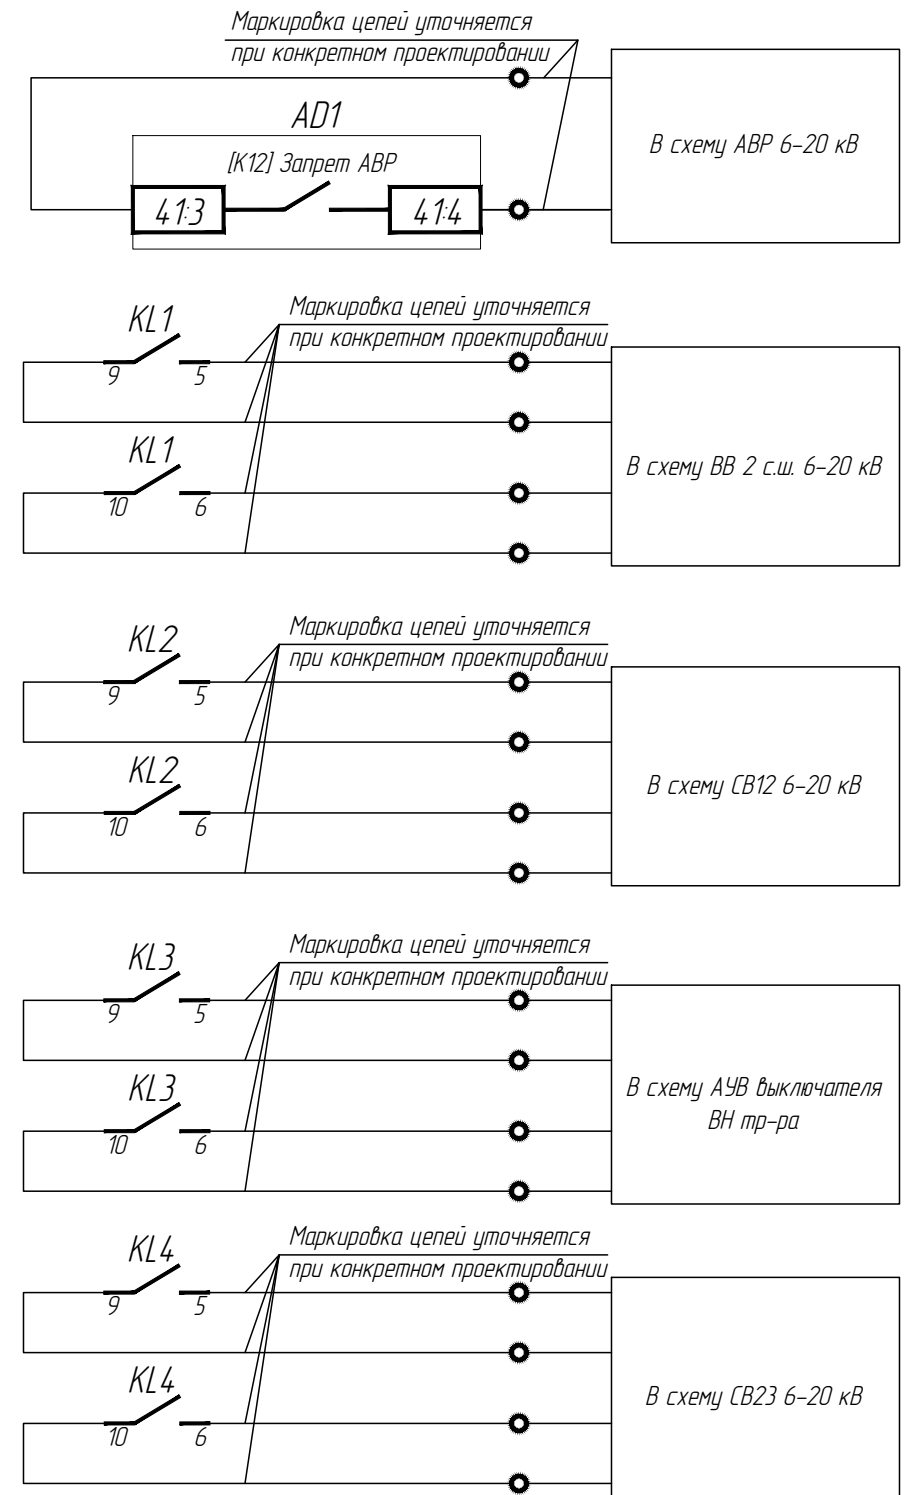 Маркировка цепей уточняется
при конкретном проектировании
AD1
[K12] Запрет АВР
41:3
41:4
В схему АВР 6-20 кВ
KL1
Маркировка цепей уточняется
при конкретном проектировании
9
5
KL1
10
6
В схему ВВ 2 с.ш. 6-20 кВ
KL2
Маркировка цепей уточняется
при конкретном проектировании
9
5
KL2
10
6
В схему СВ12 6-20 кВ
KL3
Маркировка цепей уточняется
при конкретном проектировании
9
5
KL3
10
6
В схему АУВ выключателя
ВН тр-ра
KL4
Маркировка цепей уточняется
при конкретном проектировании
9
5
KL4
10
6
В схему СВ23 6-20 кВ